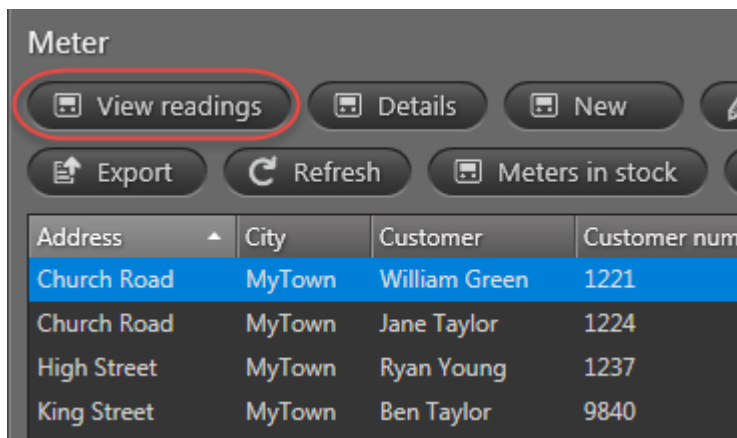 Meter
View readings Details New
Export Refresh Meters in stock
Address City Customer Customer num
Church Road MyTown William Green 1221
Church Road MyTown Jane Taylor 1224
High Street MyTown Ryan Young 1237
King Street MyTown Ben Taylor 9840